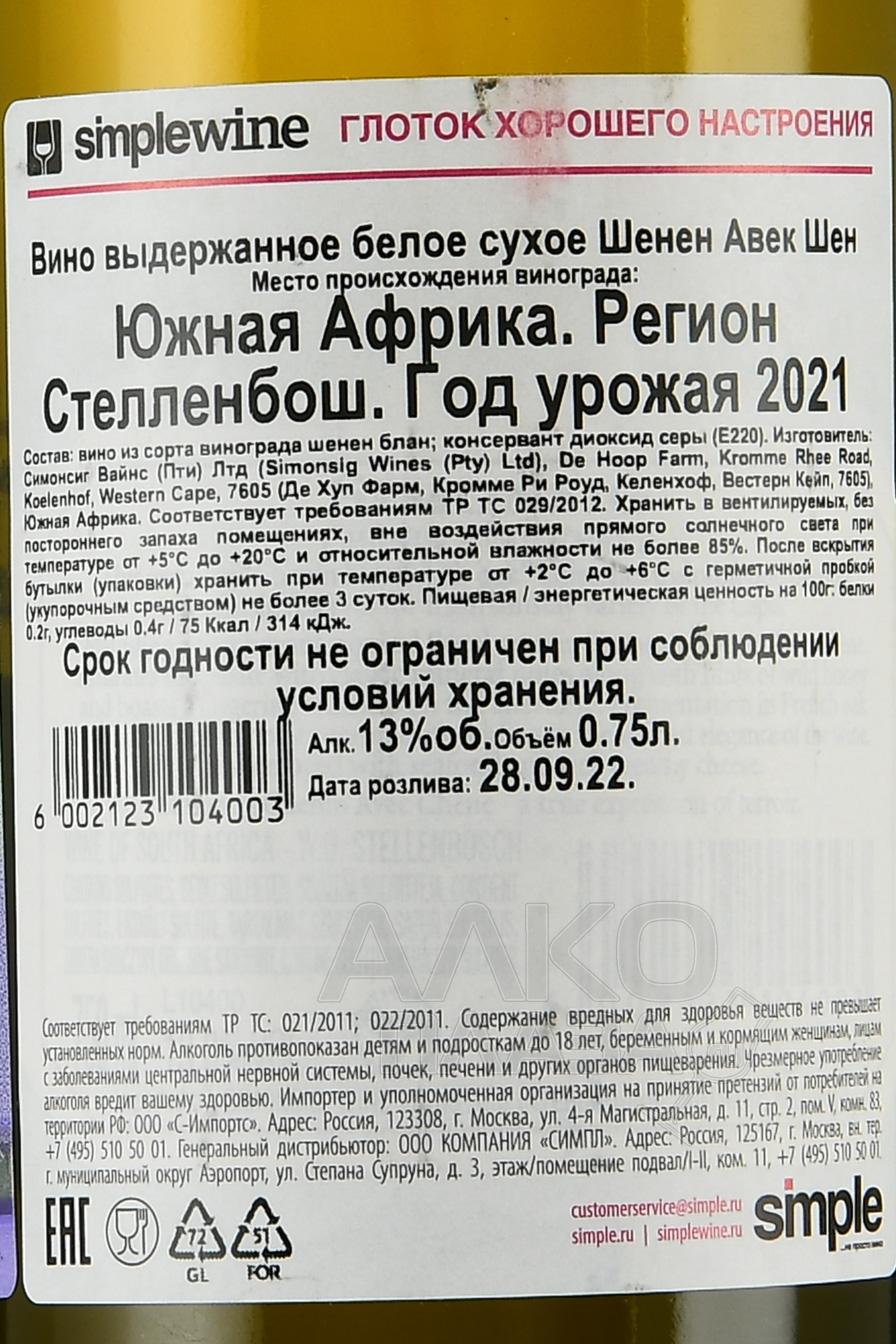 simplewine ГЛОТОК ХОРОШЕГО НАСТРОЕНИЯ
Вино выдержанное белое сухое Шенен Авек Шен
Место происхождения винограда:
Южная Африка. Регион
Стелленбош. Год урожая 2021
Состав: вино из сорта винограда шенен блан; консервант диоксид серы (Е220). Изготовитель:
Симонсиг Вайнс (Пти) Лтд (Simonsig Wines (Pty) Ltd), De Hoop Farm, Kromme Rhee Road,
Koelenhof, Western Cape, 7605 (Де Хуп Фарм, Кромме Ри Роуд, Келенхоф, Вестерн Кейп, 7605),
Южная Африка. Соответствует требованиям ТР ТС 029/2012. Хранить в вентилируемых, без
постороннего запаха помещениях, вне воздействия прямого солнечного света при
температуре от +5°С до +20°С и относительной влажности не более 85%. После вскрытия
бутылки (упаковки) хранить при температуре от +2°С до +6°С с герметичной пробкой
(укупорочным средством) не более 3 суток. Пищевая / энергетическая ценность на 100г: белки
0.2г, углеводы 0.4г / 75 Ккал / 314 кДж.
Срок годности не ограничен при соблюдении
условий хранения.
Алк.13%об.Объём 0.75л.
Дата розлива: 28.09.22.
6 002123 104003
WINE OF SOUTH AFRICA W.O. STELLENBOSCH
АЛКО
Соответствует требованиям ТР ТС: 021/2011; 022/2011. Содержание вредных для здоровья веществ не превышает
установленных норм. Алкоголь противопоказан детям и подросткам до 18 лет, беременным и кормящим женщинам, лицам
с заболеваниями центральной нервной системы, почек, печени и других органов пищеварения. Чрезмерное употребление
алкоголя вредит вашему здоровью. Импортер и уполномоченная организация на принятие претензий от потребителей на
территории РФ: ООО «С-Импортс». Адрес: Россия, 123308, г. Москва, ул. 4-я Магистральная, д. 11, стр. 2, пом. V, комн. 83,
+7 (495) 510 50 01. Генеральный дистрибьютор: ООО КОМПАНИЯ «СИМПЛ». Адрес: Россия, 125167, г. Москва, вн. тер.
г. муниципальный округ Аэропорт, ул. Степана Супруна, д. 3, этаж/помещение подвал/I-II, ком. 11, +7 (495) 510 50 01
EAC 72 GL 51 FOR
customerservice@simple.ru
simple.ru | simplewine.ru
simple
...не просто вино